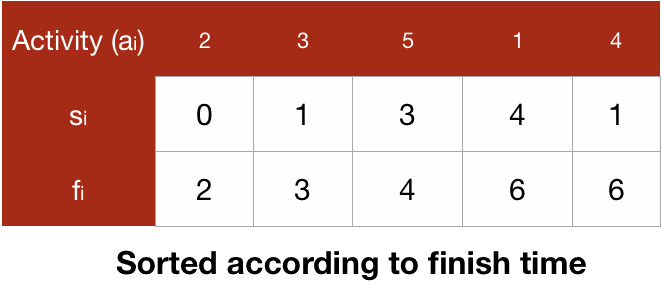 Activity (ai) 2 3 5 1 4
si 0 1 3 4 1
fi 2 3 4 6 6
Sorted according to finish time